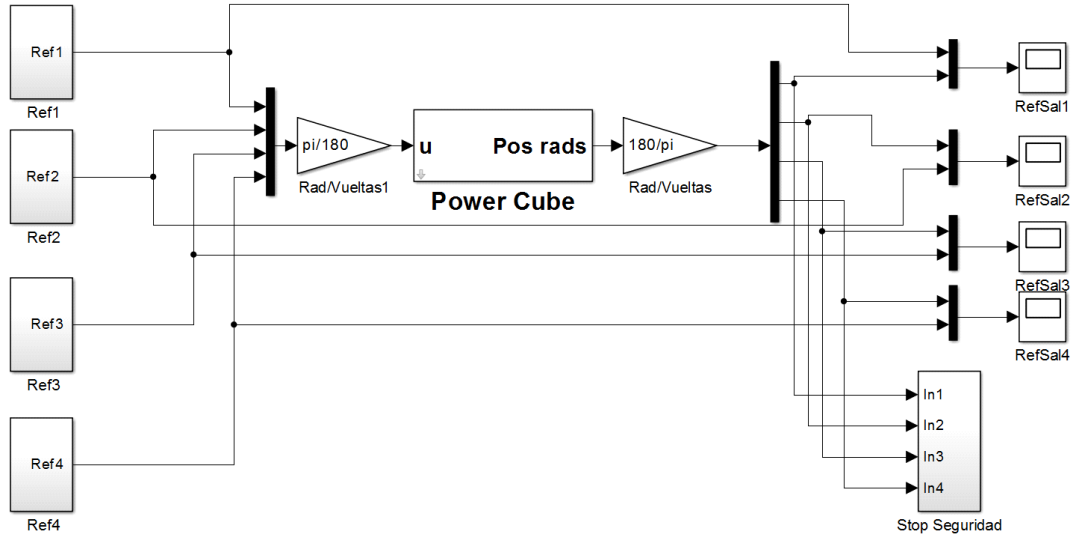 Ref1
Ref1
Ref2
Ref2
Ref3
Ref3
Ref4
Ref4
pi/180
Rad/Vueltas1
u
Pos rads
Power Cube
180/pi
Rad/Vueltas
RefSal1
RefSal2
RefSal3
RefSal4
In1
In2
In3
In4
Stop Seguridad